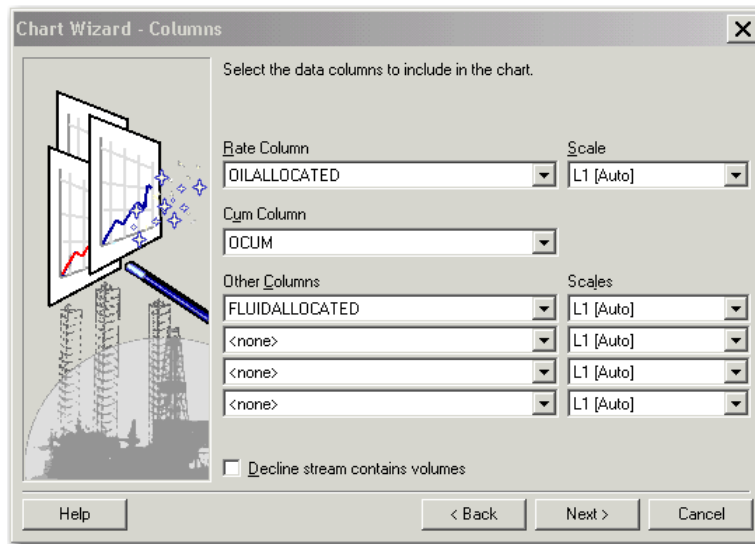 Chart Wizard - Columns
Select the data columns to include in the chart.
Rate Column Scale
OILALLOCATED L1 [Auto]
Cum Column
OCUM
Other Columns Scales
FLUIDALLOCATED L1 [Auto]
<none> L1 [Auto]
<none> L1 [Auto]
<none> L1 [Auto]
Decline stream contains volumes
Help < Back Next > Cancel